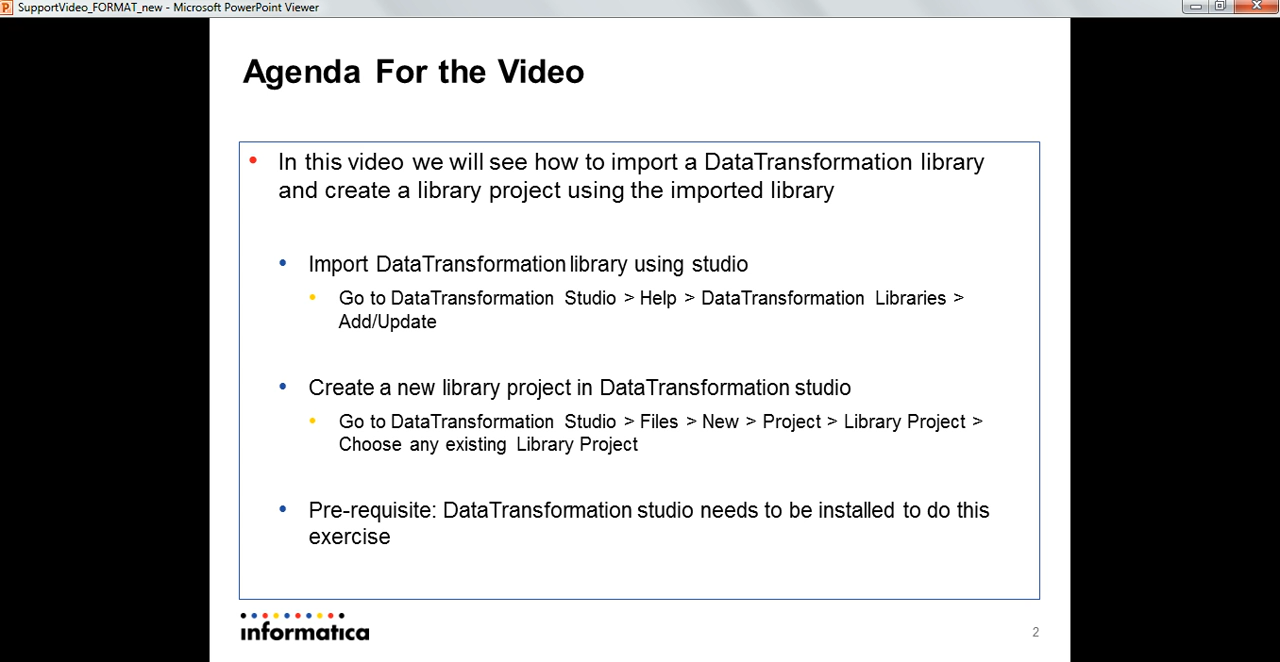 SupportVideo_FORMAT_new - Microsoft PowerPoint Viewer
Agenda For the Video
In this video we will see how to import a DataTransformation library
and create a library project using the imported library
Import DataTransformation library using studio
Go to DataTransformation Studio > Help > DataTransformation Libraries >
Add/Update
Create a new library project in DataTransformation studio
Go to DataTransformation Studio > Files > New > Project > Library Project >
Choose any existing Library Project
Pre-requisite: DataTransformation studio needs to be installed to do this
exercise
informatica
2